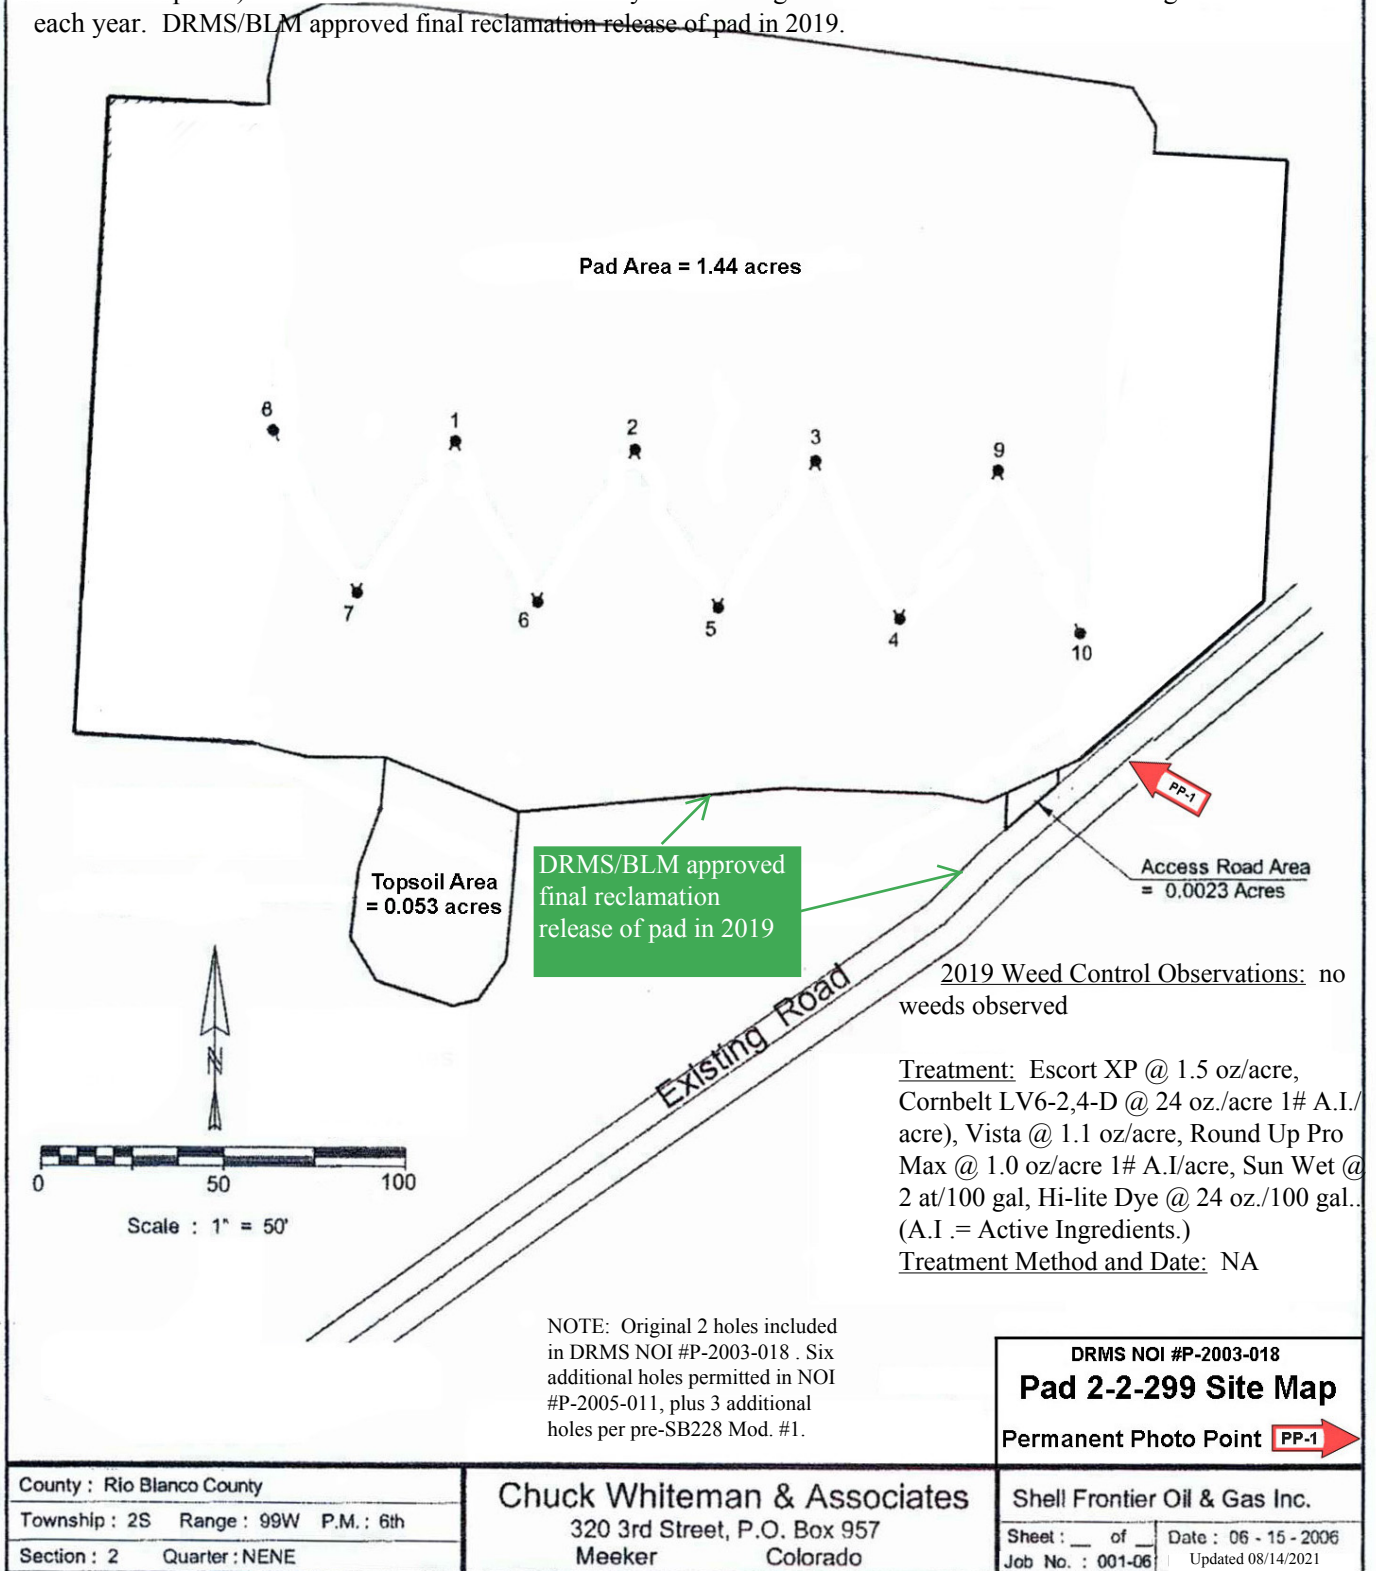 each year. DRMS/BLM approved final reclamation release of pad in 2019.
Pad Area = 1.44 acres
8
1
2
3
9
7
6
5
4
10
PP-1
Access Road Area
= 0.0023 Acres
Topsoil Area
= 0.053 acres
DRMS/BLM approved
final reclamation
release of pad in 2019
Existing Road
2019 Weed Control Observations: no
weeds observed
Treatment: Escort XP @ 1.5 oz/acre,
Cornbelt LV6-2,4-D @ 24 oz./acre 1# A.I./
acre), Vista @ 1.1 oz/acre, Round Up Pro
Max @ 1.0 oz/acre 1# A.I/acre, Sun Wet @
2 at/100 gal, Hi-lite Dye @ 24 oz./100 gal..
(A.I .= Active Ingredients.)
Treatment Method and Date: NA
N
0 50 100
Scale : 1" = 50'
NOTE: Original 2 holes included
in DRMS NOI #P-2003-018 . Six
additional holes permitted in NOI
#P-2005-011, plus 3 additional
holes per pre-SB228 Mod. #1.
DRMS NOI #P-2003-018
Pad 2-2-299 Site Map
Permanent Photo Point PP-1
County : Rio Blanco County
Township : 2S Range : 99W P.M.: 6th
Section : 2 Quarter : NENE
Chuck Whiteman & Associates
320 3rd Street, P.O. Box 957
Meeker Colorado
Shell Frontier Oil & Gas Inc.
Sheet : __ of __ Date : 06 - 15 - 2006
Job No. : 001-06 Updated 08/14/2021